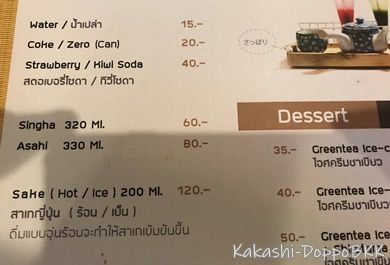 Water / น้ำเปล่า 15.-
Coke / Zero (Can) 20.-
Strawberry / Kiwi Soda 40.-
สตอเบอรี่โซดา / กีวี่โซดา
さっぱり
Singha 320 Ml. 60.-
Asahi 330 Ml. 80.-
Sake ( Hot / Ice ) 200 Ml. 120.-
สาเกญี่ปุ่น ( ร้อน / เย็น )
ดื่มแบบอุ่นร้อนจะทำให้สาเกเข้มข้นขึ้น
Dessert
35.- Greentea Ice-c
ไอศครีมชาเขียว
40.- Greentea Ice-
ไอศครีมชาเขียว
50.- Greentea Ice
Kakashi-DoppoBKK